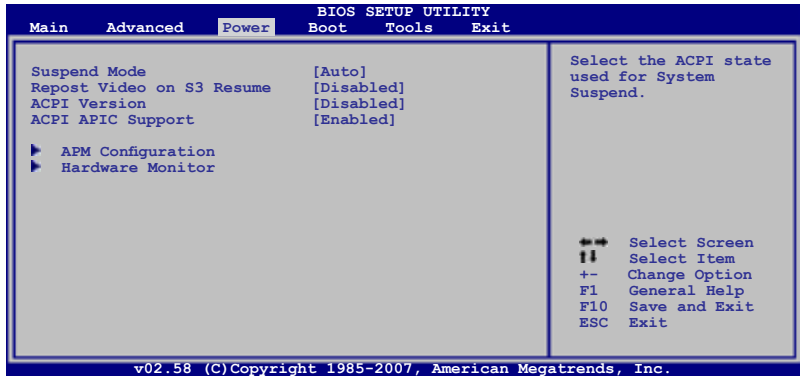 BIOS SETUP UTILITY
Main Advanced Power Boot Tools Exit
Suspend Mode [Auto]
Repost Video on S3 Resume [Disabled]
ACPI Version [Disabled]
ACPI APIC Support [Enabled]
APM Configuration
Hardware Monitor
Select the ACPI state
used for System
Suspend.
Select Screen
Select Item
+- Change Option
F1 General Help
F10 Save and Exit
ESC Exit
v02.58 (C)Copyright 1985-2007, American Megatrends, Inc.